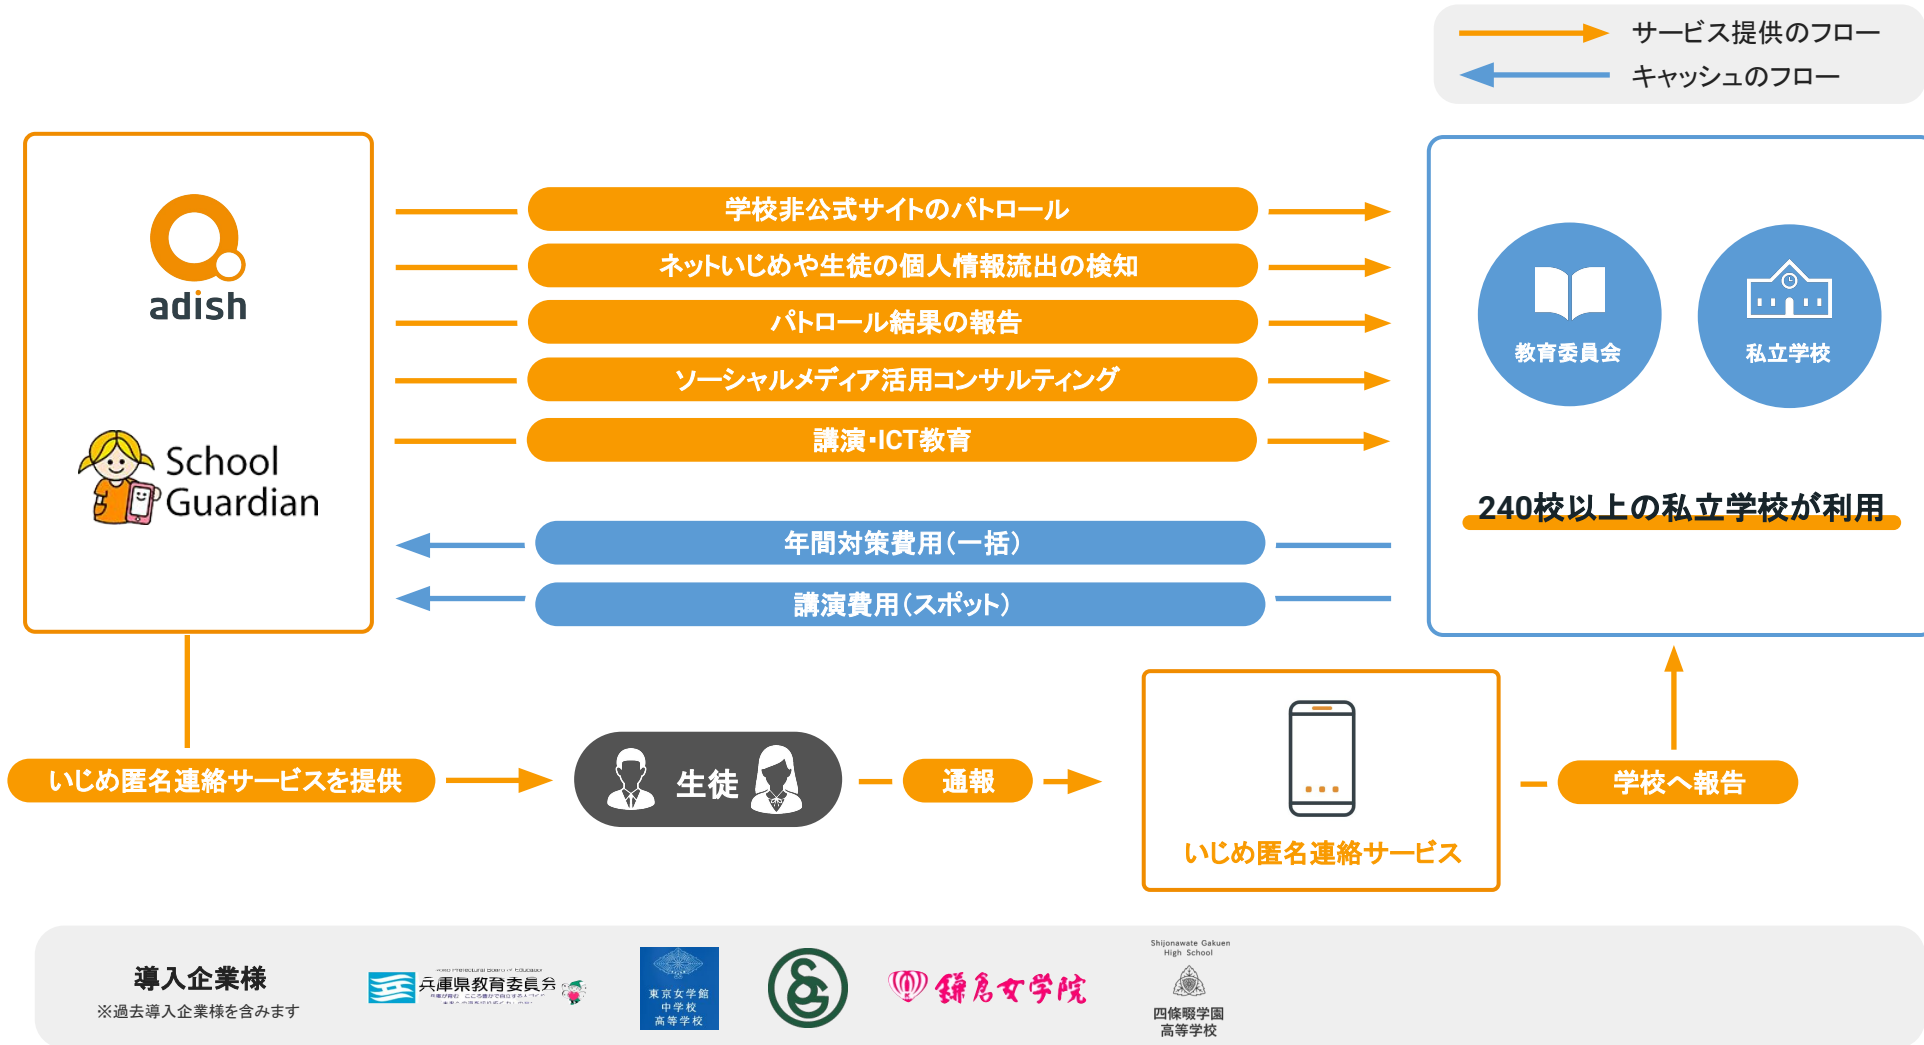 サービス提供のフロー
キャッシュのフロー
adish
School
Guardian
学校非公式サイトのパトロール
ネットいじめや生徒の個人情報流出の検知
パトロール結果の報告
ソーシャルメディア活用コンサルティング
講演・ICT教育
年間対策費用（一括）
講演費用（スポット）
教育委員会
私立学校
240校以上の私立学校が利用
いじめ匿名連絡サービスを提供
生徒
通報
いじめ匿名連絡サービス
学校へ報告
導入企業様
※過去導入企業様を含みます
兵庫県教育委員会
東京女学館
中学校
高等学校
鎌倉女学院
Shijonawate Gakuen
High School
四條畷学園
高等学校